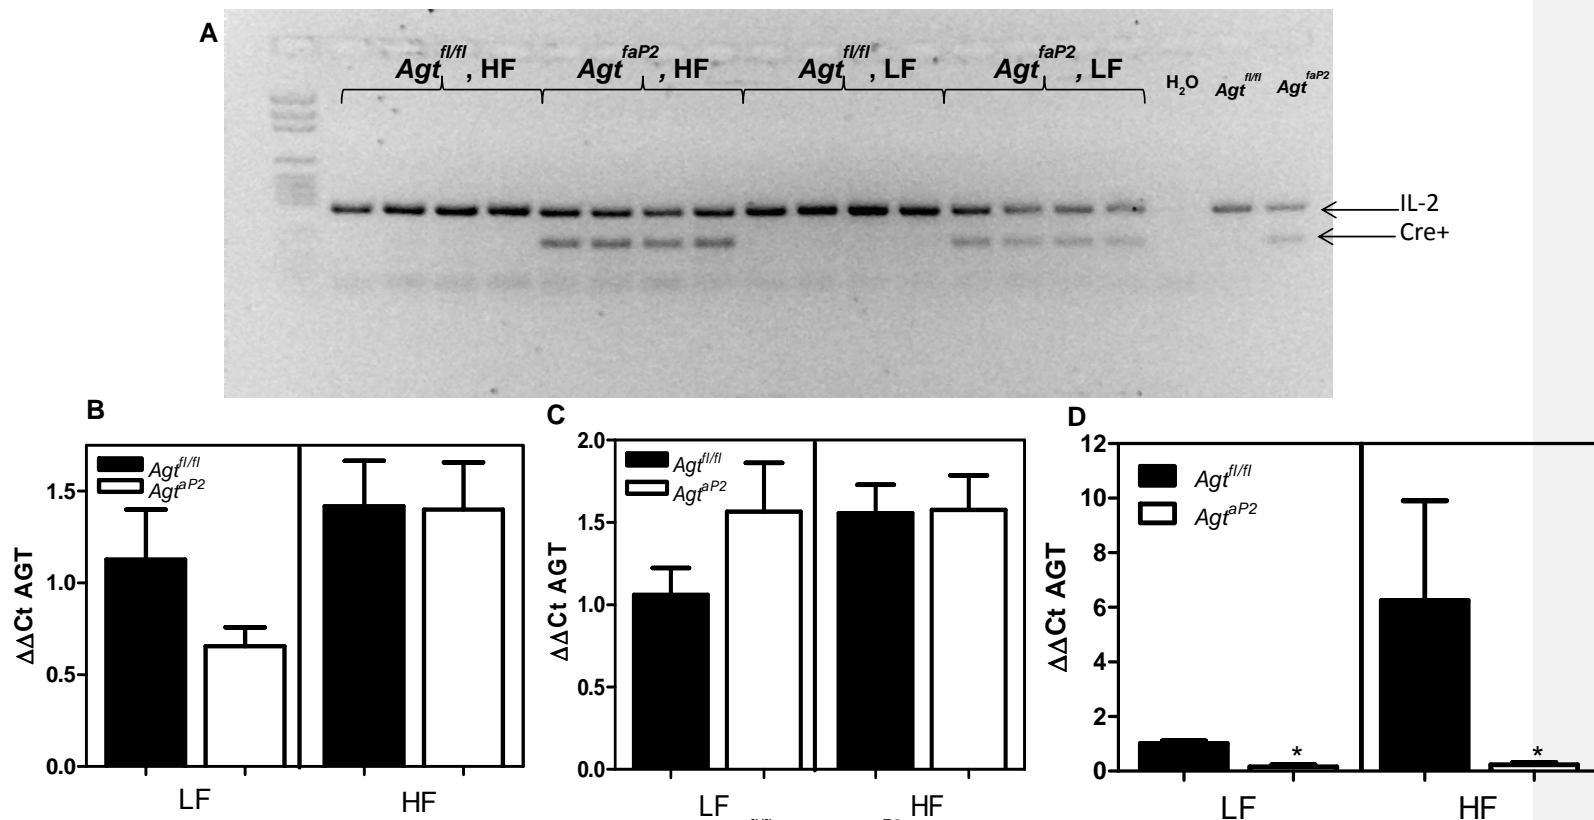 A
Agt^fl/fl, HF
Agt^faP2, HF
Agt^fl/fl, LF
Agt^faP2, LF
H₂O
Agt^fl/fl
Agt^faP2
IL-2
Cre+
B
Agt^fl/fl
Agt^aP2
ΔΔCt AGT
1.5
1.0
0.5
0.0
LF
HF
C
Agt^fl/fl
Agt^aP2
ΔΔCt AGT
2.0
1.5
1.0
0.5
0.0
LF
HF
D
Agt^fl/fl
Agt^aP2
ΔΔCt AGT
12
10
8
6
4
2
0
*
*
LF
HF